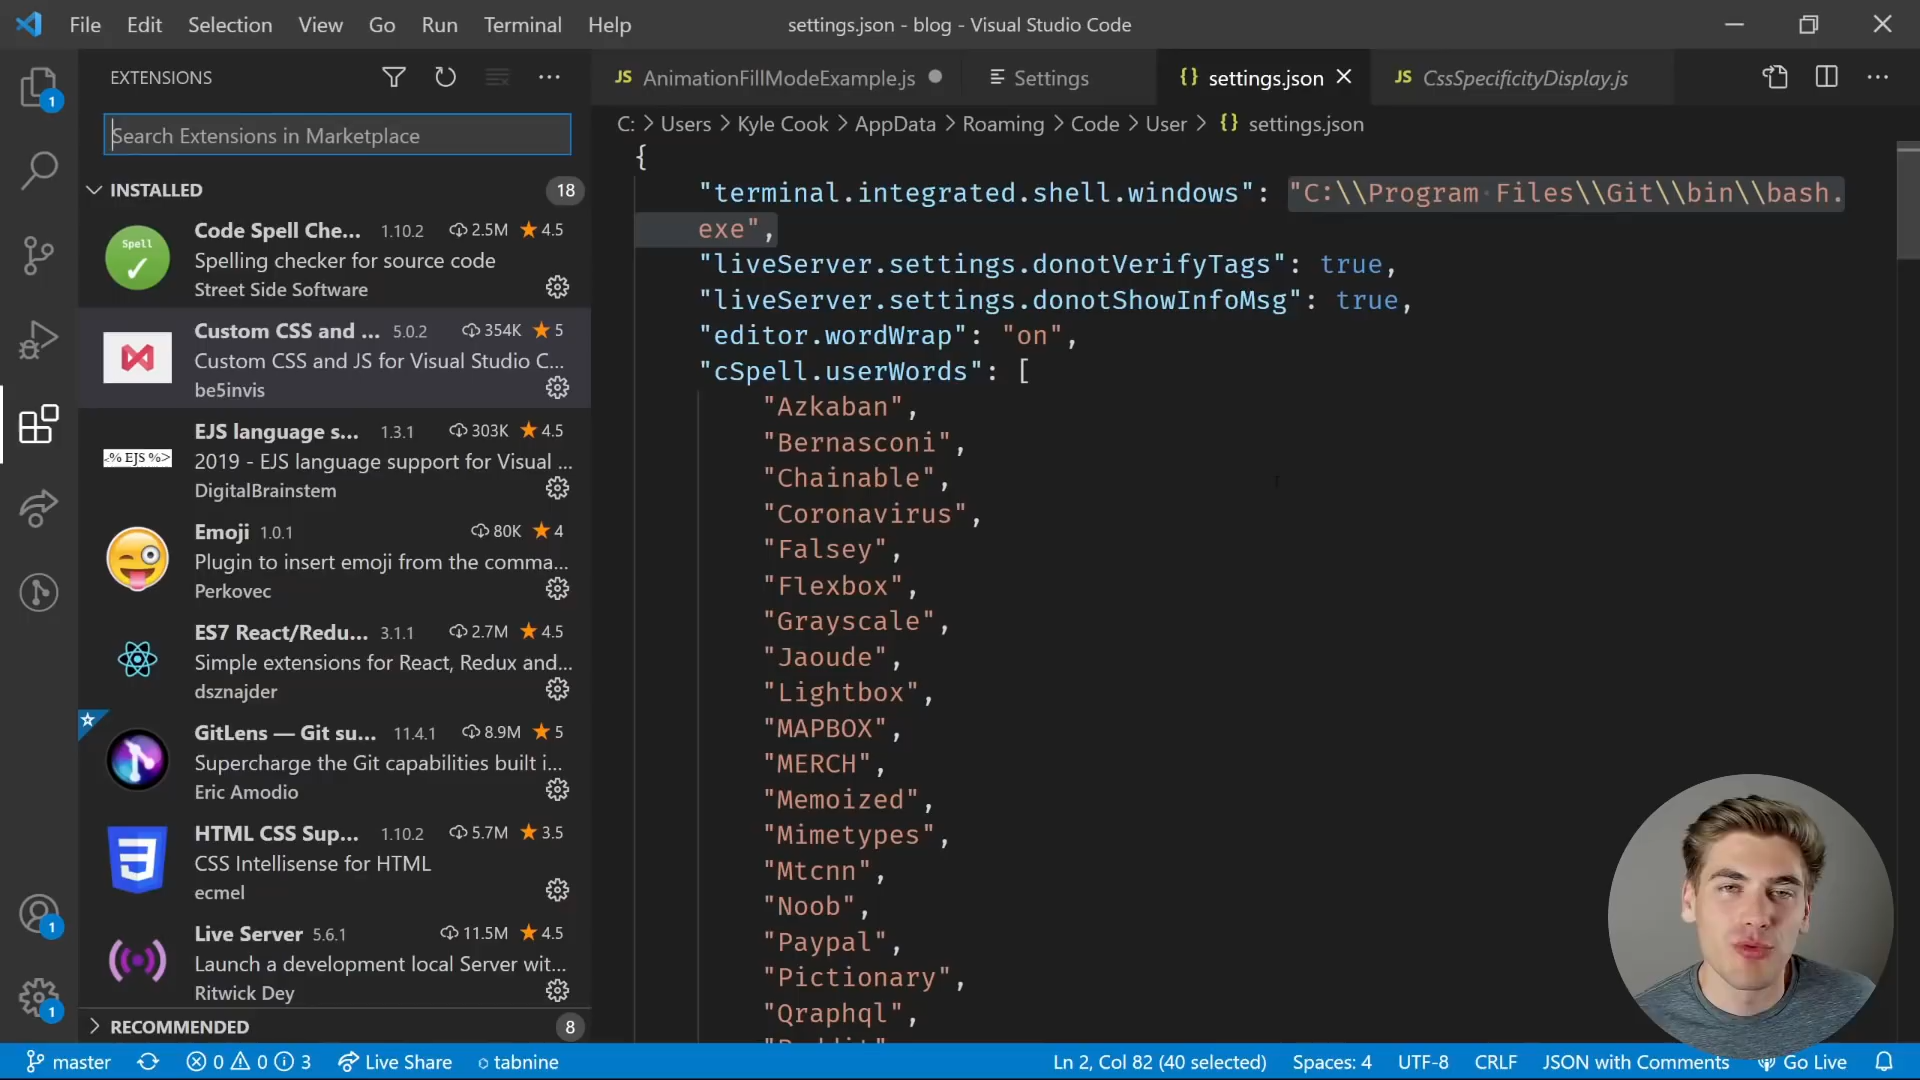 File Edit Selection View Go Run Terminal Help
settings.json - blog - Visual Studio Code
EXTENSIONS
Search Extensions in Marketplace
INSTALLED 18
Spell
Code Spell Che... 1.10.2 2.5M 4.5
Spelling checker for source code
Street Side Software
Custom CSS and ... 5.0.2 354K 5
Custom CSS and JS for Visual Studio C...
be5invis
<% EJS %>
EJS language s... 1.3.1 303K 4.5
2019 - EJS language support for Visual ...
DigitalBrainstem
Emoji 1.0.1 80K 4
Plugin to insert emoji from the comma...
Perkovec
ES7 React/Redu... 3.1.1 2.7M 4.5
Simple extensions for React, Redux and...
dsznajder
GitLens — Git su... 11.4.1 8.9M 5
Supercharge the Git capabilities built i...
Eric Amodio
HTML CSS Sup... 1.10.2 5.7M 3.5
CSS Intellisense for HTML
ecmel
Live Server 5.6.1 11.5M 4.5
Launch a development local Server wit...
Ritwick Dey
RECOMMENDED 8
1
1
1
JS AnimationFillModeExample.js Settings {} settings.json JS CssSpecificityDisplay.js
C: > Users > Kyle Cook > AppData > Roaming > Code > User > {} settings.json
{
"terminal.integrated.shell.windows": "C:\\Program Files\\Git\\bin\\bash.
exe",
"liveServer.settings.donotVerifyTags": true,
"liveServer.settings.donotShowInfoMsg": true,
"editor.wordWrap": "on",
"cSpell.userWords": [
"Azkaban",
"Bernasconi",
"Chainable",
"Coronavirus",
"Falsey",
"Flexbox",
"Grayscale",
"Jaoude",
"Lightbox",
"MAPBOX",
"MERCH",
"Memoized",
"Mimetypes",
"Mtcnn",
"Noob",
"Paypal",
"Pictionary",
"Qraphql",
master 0 0 3 Live Share tabnine Ln 2, Col 82 (40 selected) Spaces: 4 UTF-8 CRLF JSON with Comments Go Live